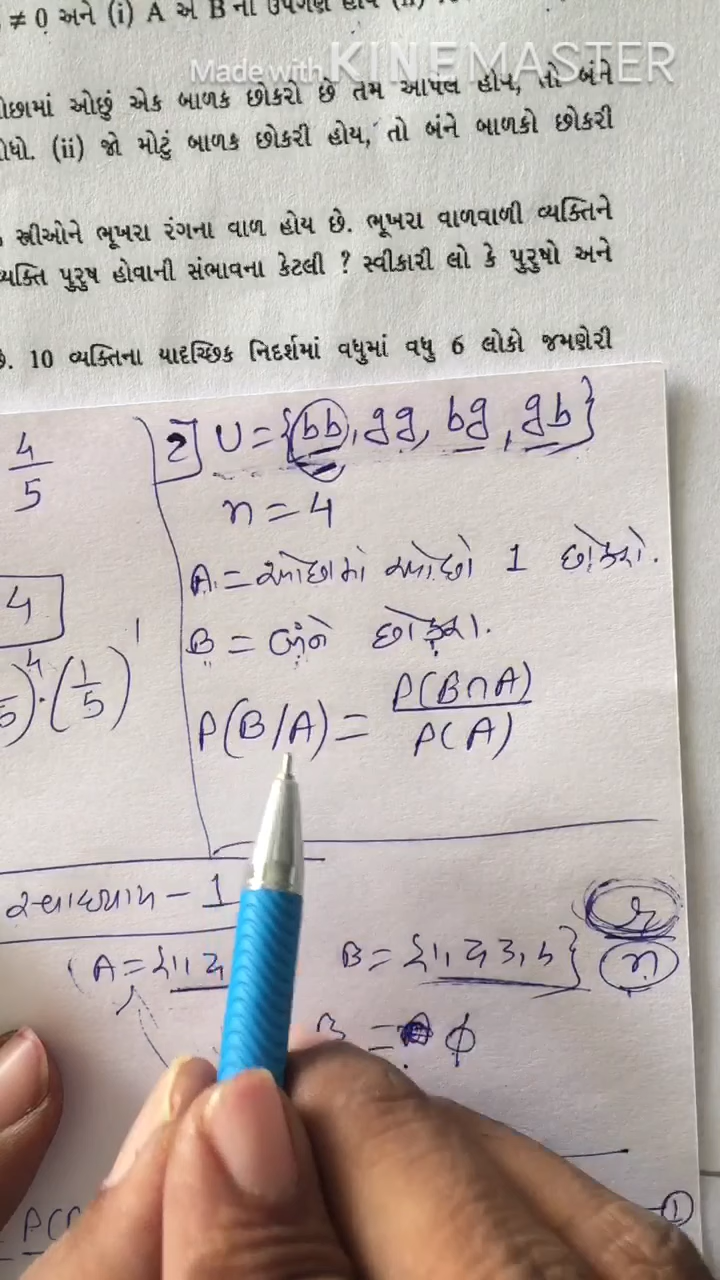 ≠ 0 અને (i) A એ B નો ઉપગણ હોય
Made with KINEMASTER
ઓછામાં ઓછું એક બાળક છોકરો છે તેમ આપેલ હોય, તો બંને
શોધો. (ii) જો મોટું બાળક છોકરી હોય, તો બંને બાળકો છોકરી
સ્ત્રીઓને ભૂખરા રંગના વાળ હોય છે. ભૂખરા વાળવાળી વ્યક્તિને
વ્યક્તિ પુરુષ હોવાની સંભાવના કેટલી ? સ્વીકારી લો કે પુરુષો અને
છે. 10 વ્યક્તિના યાદચ્છિક નિદર્શમાં વધુમાં વધુ 6 લોકો જમણેરી
4/5
2] U = {bb, gg, bg, gb}
n = 4
A = ઓછામાં ઓછો 1 છોકરો.
4
B = બંને છોકરા.
(1/5)^1
P(B/A) = P(B∩A)/P(A)
સ્વાધ્યાય - 1
A = {1, 2
B = {1, 2, 3, 4}
n
B = ϕ
①